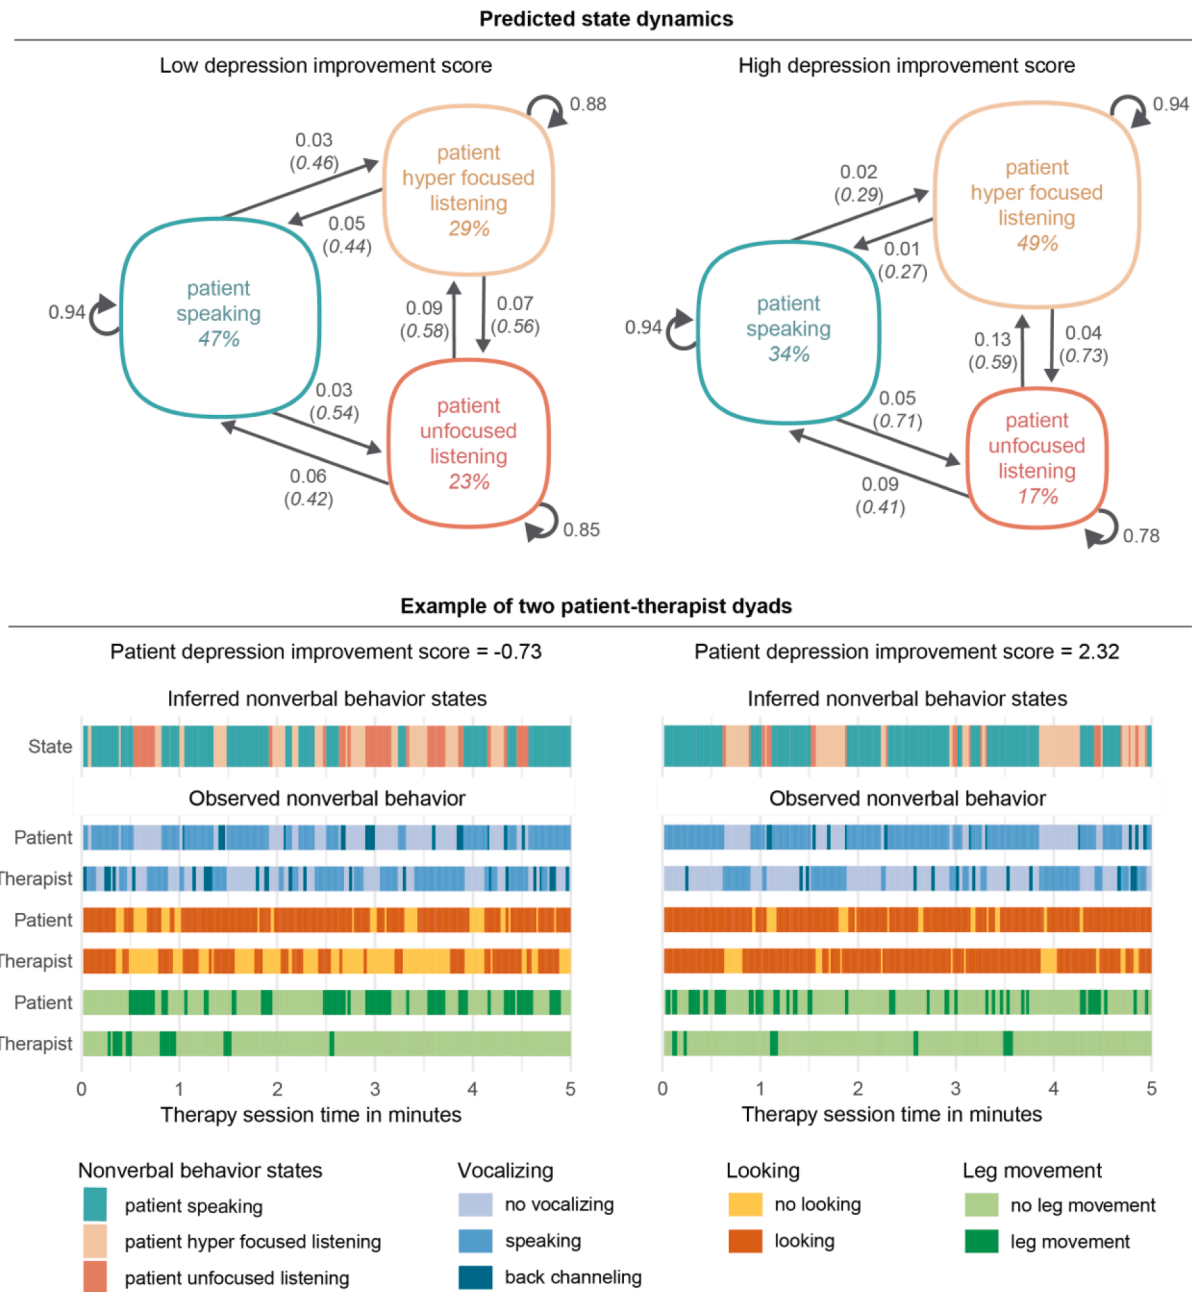 Predicted state dynamics
Low depression improvement score
0.88
0.03
(0.46)
patient
hyper focused
listening
29%
0.05
(0.44)
patient
speaking
47%
0.94
0.09
(0.58)
0.07
(0.56)
0.03
(0.54)
patient
unfocused
listening
23%
0.06
(0.42)
0.85
High depression improvement score
0.94
0.02
(0.29)
patient
hyper focused
listening
49%
0.01
(0.27)
patient
speaking
34%
0.94
0.13
(0.59)
0.04
(0.73)
0.05
(0.71)
patient
unfocused
listening
17%
0.09
(0.41)
0.78
Example of two patient-therapist dyads
Patient depression improvement score = -0.73
Patient depression improvement score = 2.32
Inferred nonverbal behavior states
Inferred nonverbal behavior states
State
Observed nonverbal behavior
Observed nonverbal behavior
Patient
Therapist
Patient
Therapist
Patient
Therapist
0 1 2 3 4 5
0 1 2 3 4 5
Therapy session time in minutes
Therapy session time in minutes
Nonverbal behavior states
patient speaking
patient hyper focused listening
patient unfocused listening
Vocalizing
no vocalizing
speaking
back channeling
Looking
no looking
looking
Leg movement
no leg movement
leg movement